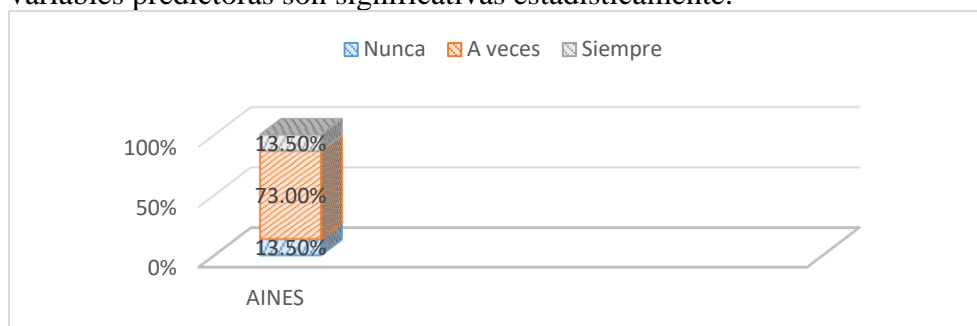 variables predictoras son significativas estadísticamente.
Nunca A veces Siempre
100%
50%
0%
13.50%
73.00%
13.50%
AINES